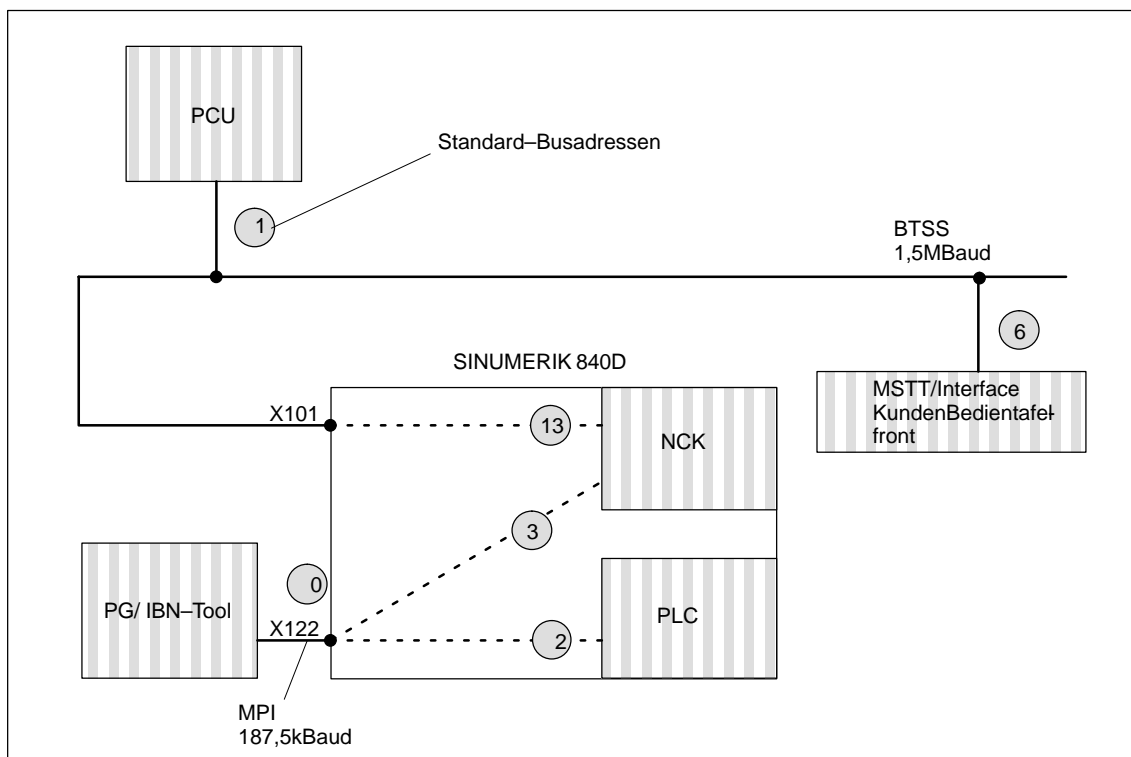 PCU
Standard–Busadressen
1
BTSS
1,5MBaud
6
SINUMERIK 840D
MSTT/Interface
KundenBedientafel-
front
X101
13
NCK
3
0
PG/ IBN–Tool
X122
2
PLC
MPI
187,5kBaud